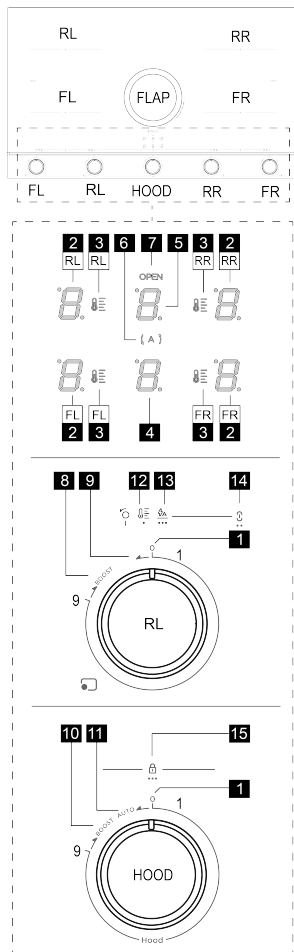 RL RR
FL FLAP FR
FL RL HOOD RR FR
2 3 6 7 5 3 2
RL RL OPEN RR RR
8. 8. 8.
( A )
8. 8. 8.
FL FL FR FR
2 3 4 3 2
8 9 12 13 14
0 1 1
BOOST
9
RL
10 11 15
0 1 1
BOOST AUTO
9
HOOD
Hood